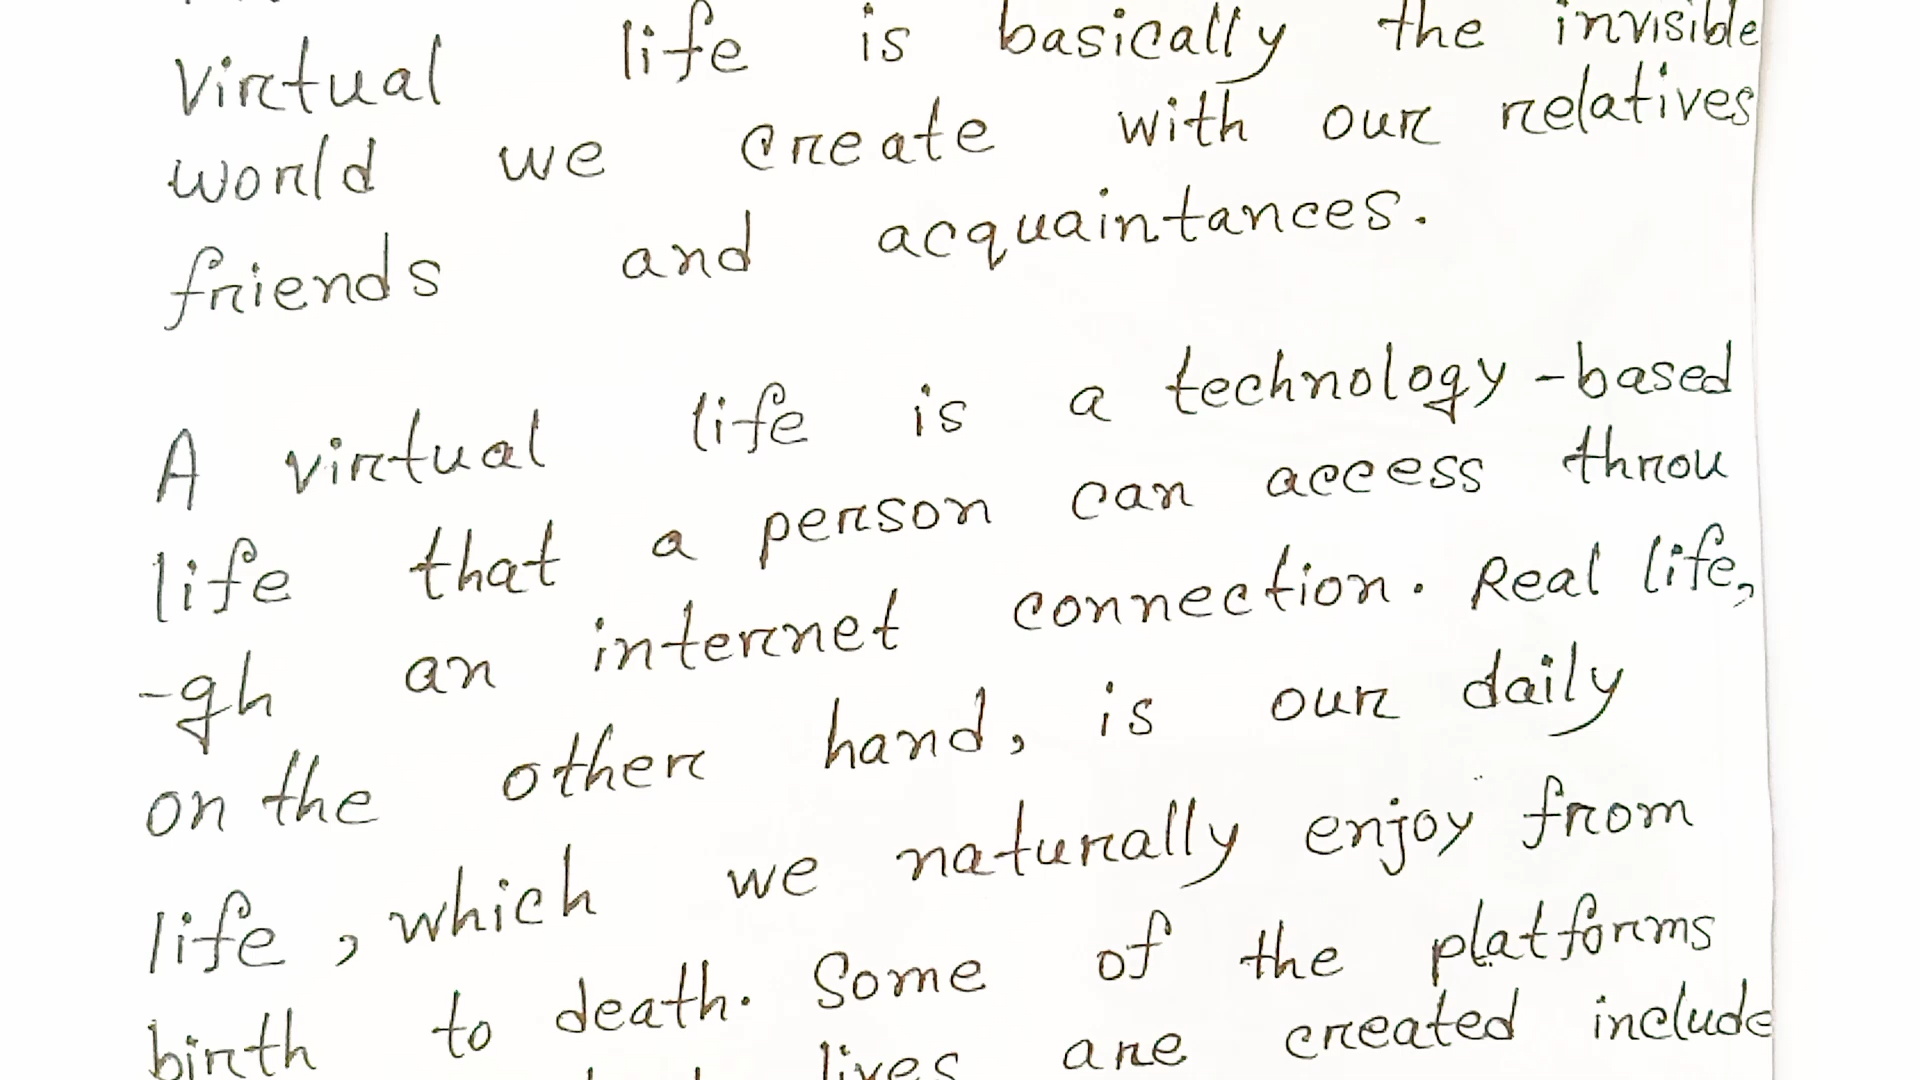 Virtual life is basically the invisible
world we create with our relatives
friends and acquaintances.
A virtual life is a technology-based
life that a person can access throu
-gh an internet connection. Real life,
on the other hand, is our daily
life, which we naturally enjoy from
birth to death. Some of the platforms
lives are created include